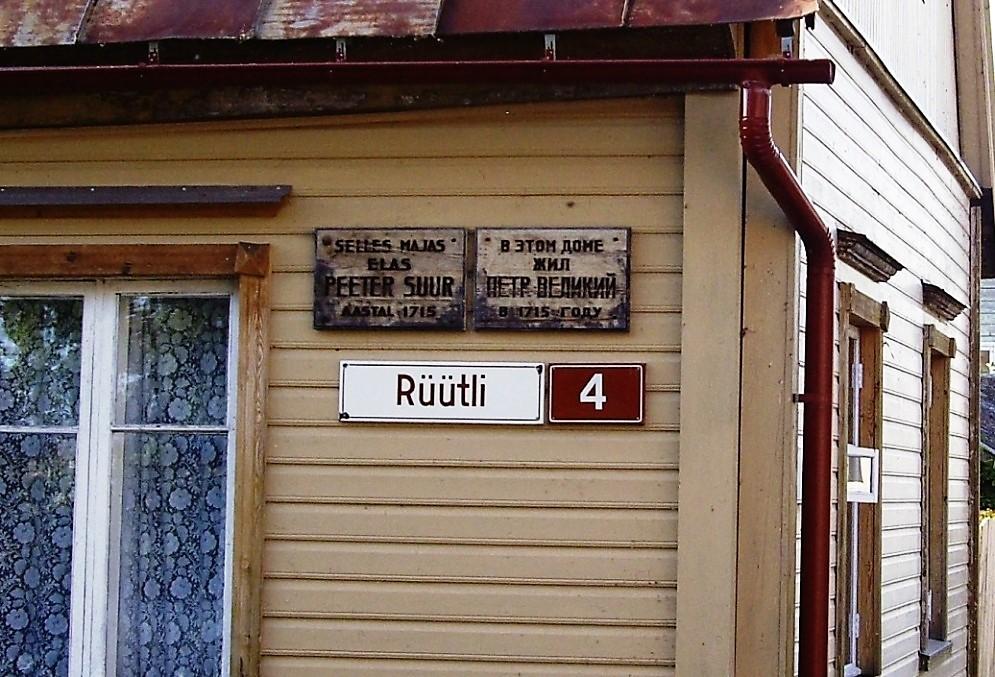 SELLES MAJAS
ELAS
PEETER SUUR
AASTAL 1715
В ЭТОМ ДОМЕ
ЖИЛ
ПЕТР ВЕЛИКИЙ
В 1715 ГОДУ
Rüütli
4